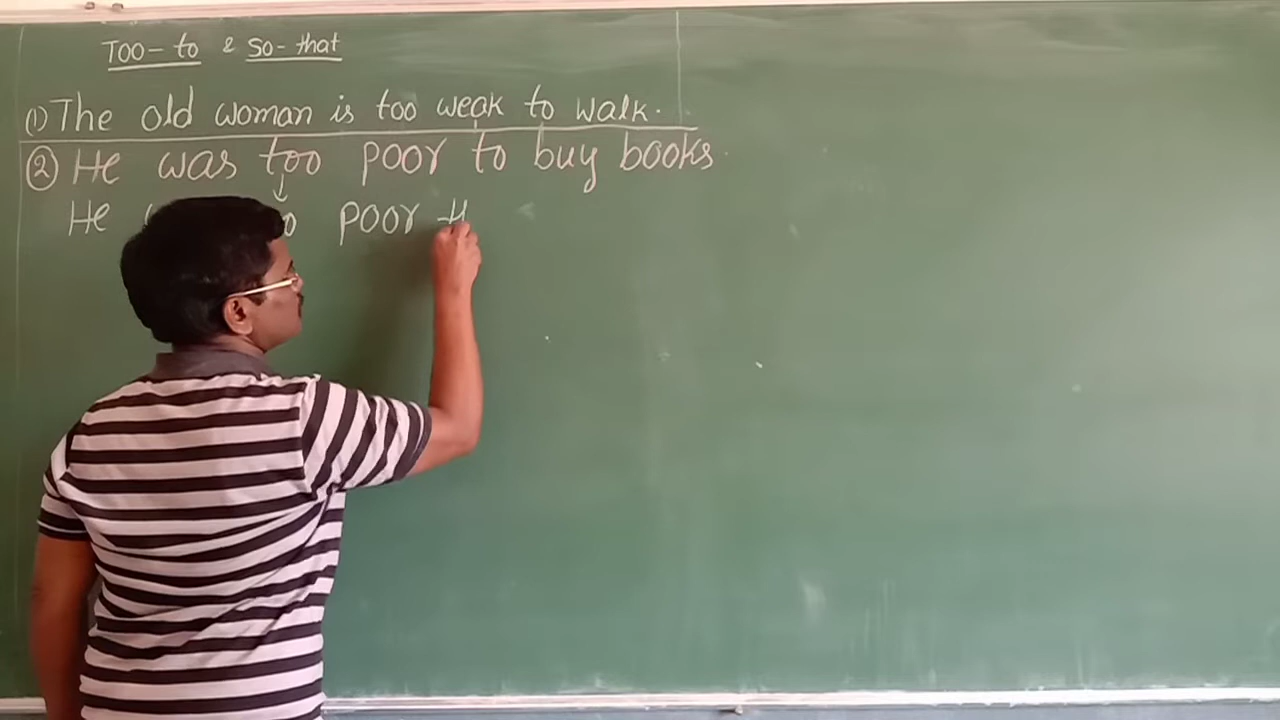 Too-to & So-that
(1) The old woman is too weak to walk.
(2) He was too poor to buy books.
He poor